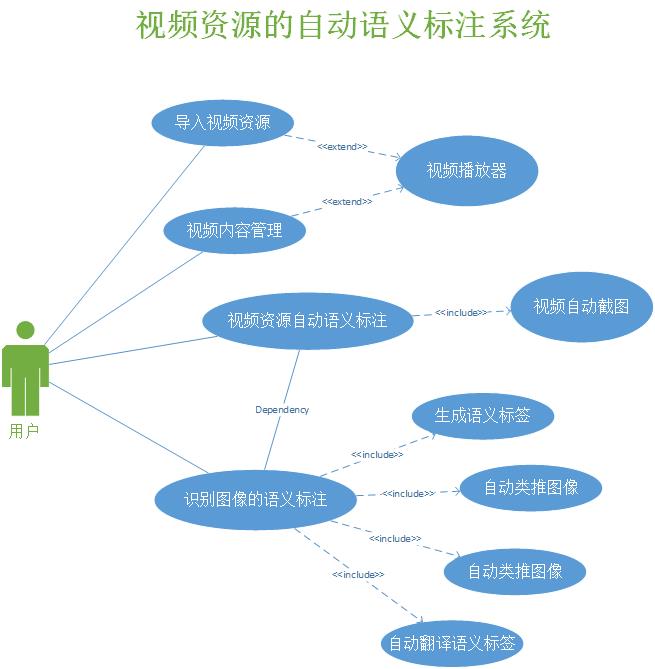 视频资源的自动语义标注系统
导入视频资源
<<extend>>
视频播放器
<<extend>>
视频内容管理
视频资源自动语义标注
<<include>>
视频自动截图
用户
Dependency
生成语义标签
<<include>>
识别图像的语义标注
<<include>>
自动类推图像
<<include>>
自动类推图像
<<include>>
自动翻译语义标签